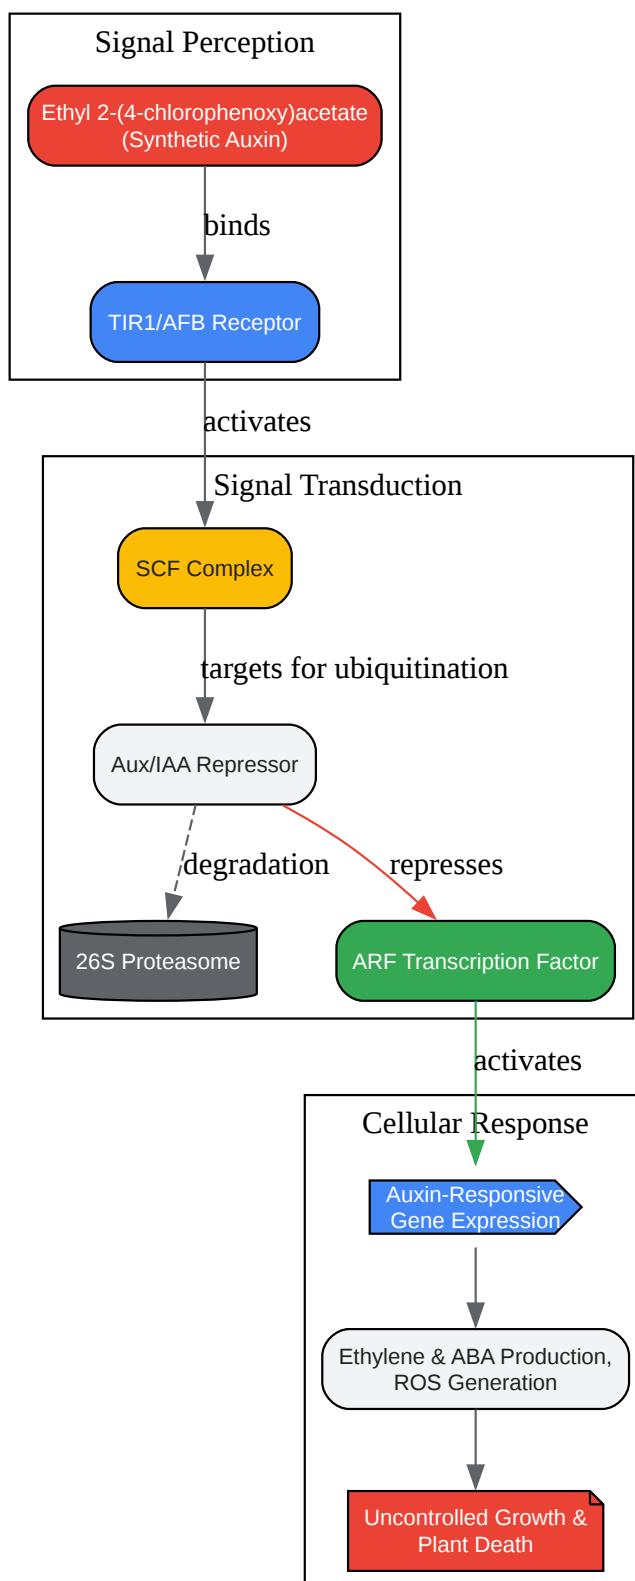 Signal Perception
Ethyl 2-(4-chlorophenoxy)acetate
(Synthetic Auxin)
binds
TIR1/AFB Receptor
activates
Signal Transduction
SCF Complex
targets for ubiquitination
Aux/IAA Repressor
degradation
represses
26S Proteasome
ARF Transcription Factor
activates
Cellular Response
Auxin-Responsive
Gene Expression
Ethylene & ABA Production,
ROS Generation
Uncontrolled Growth &
Plant Death